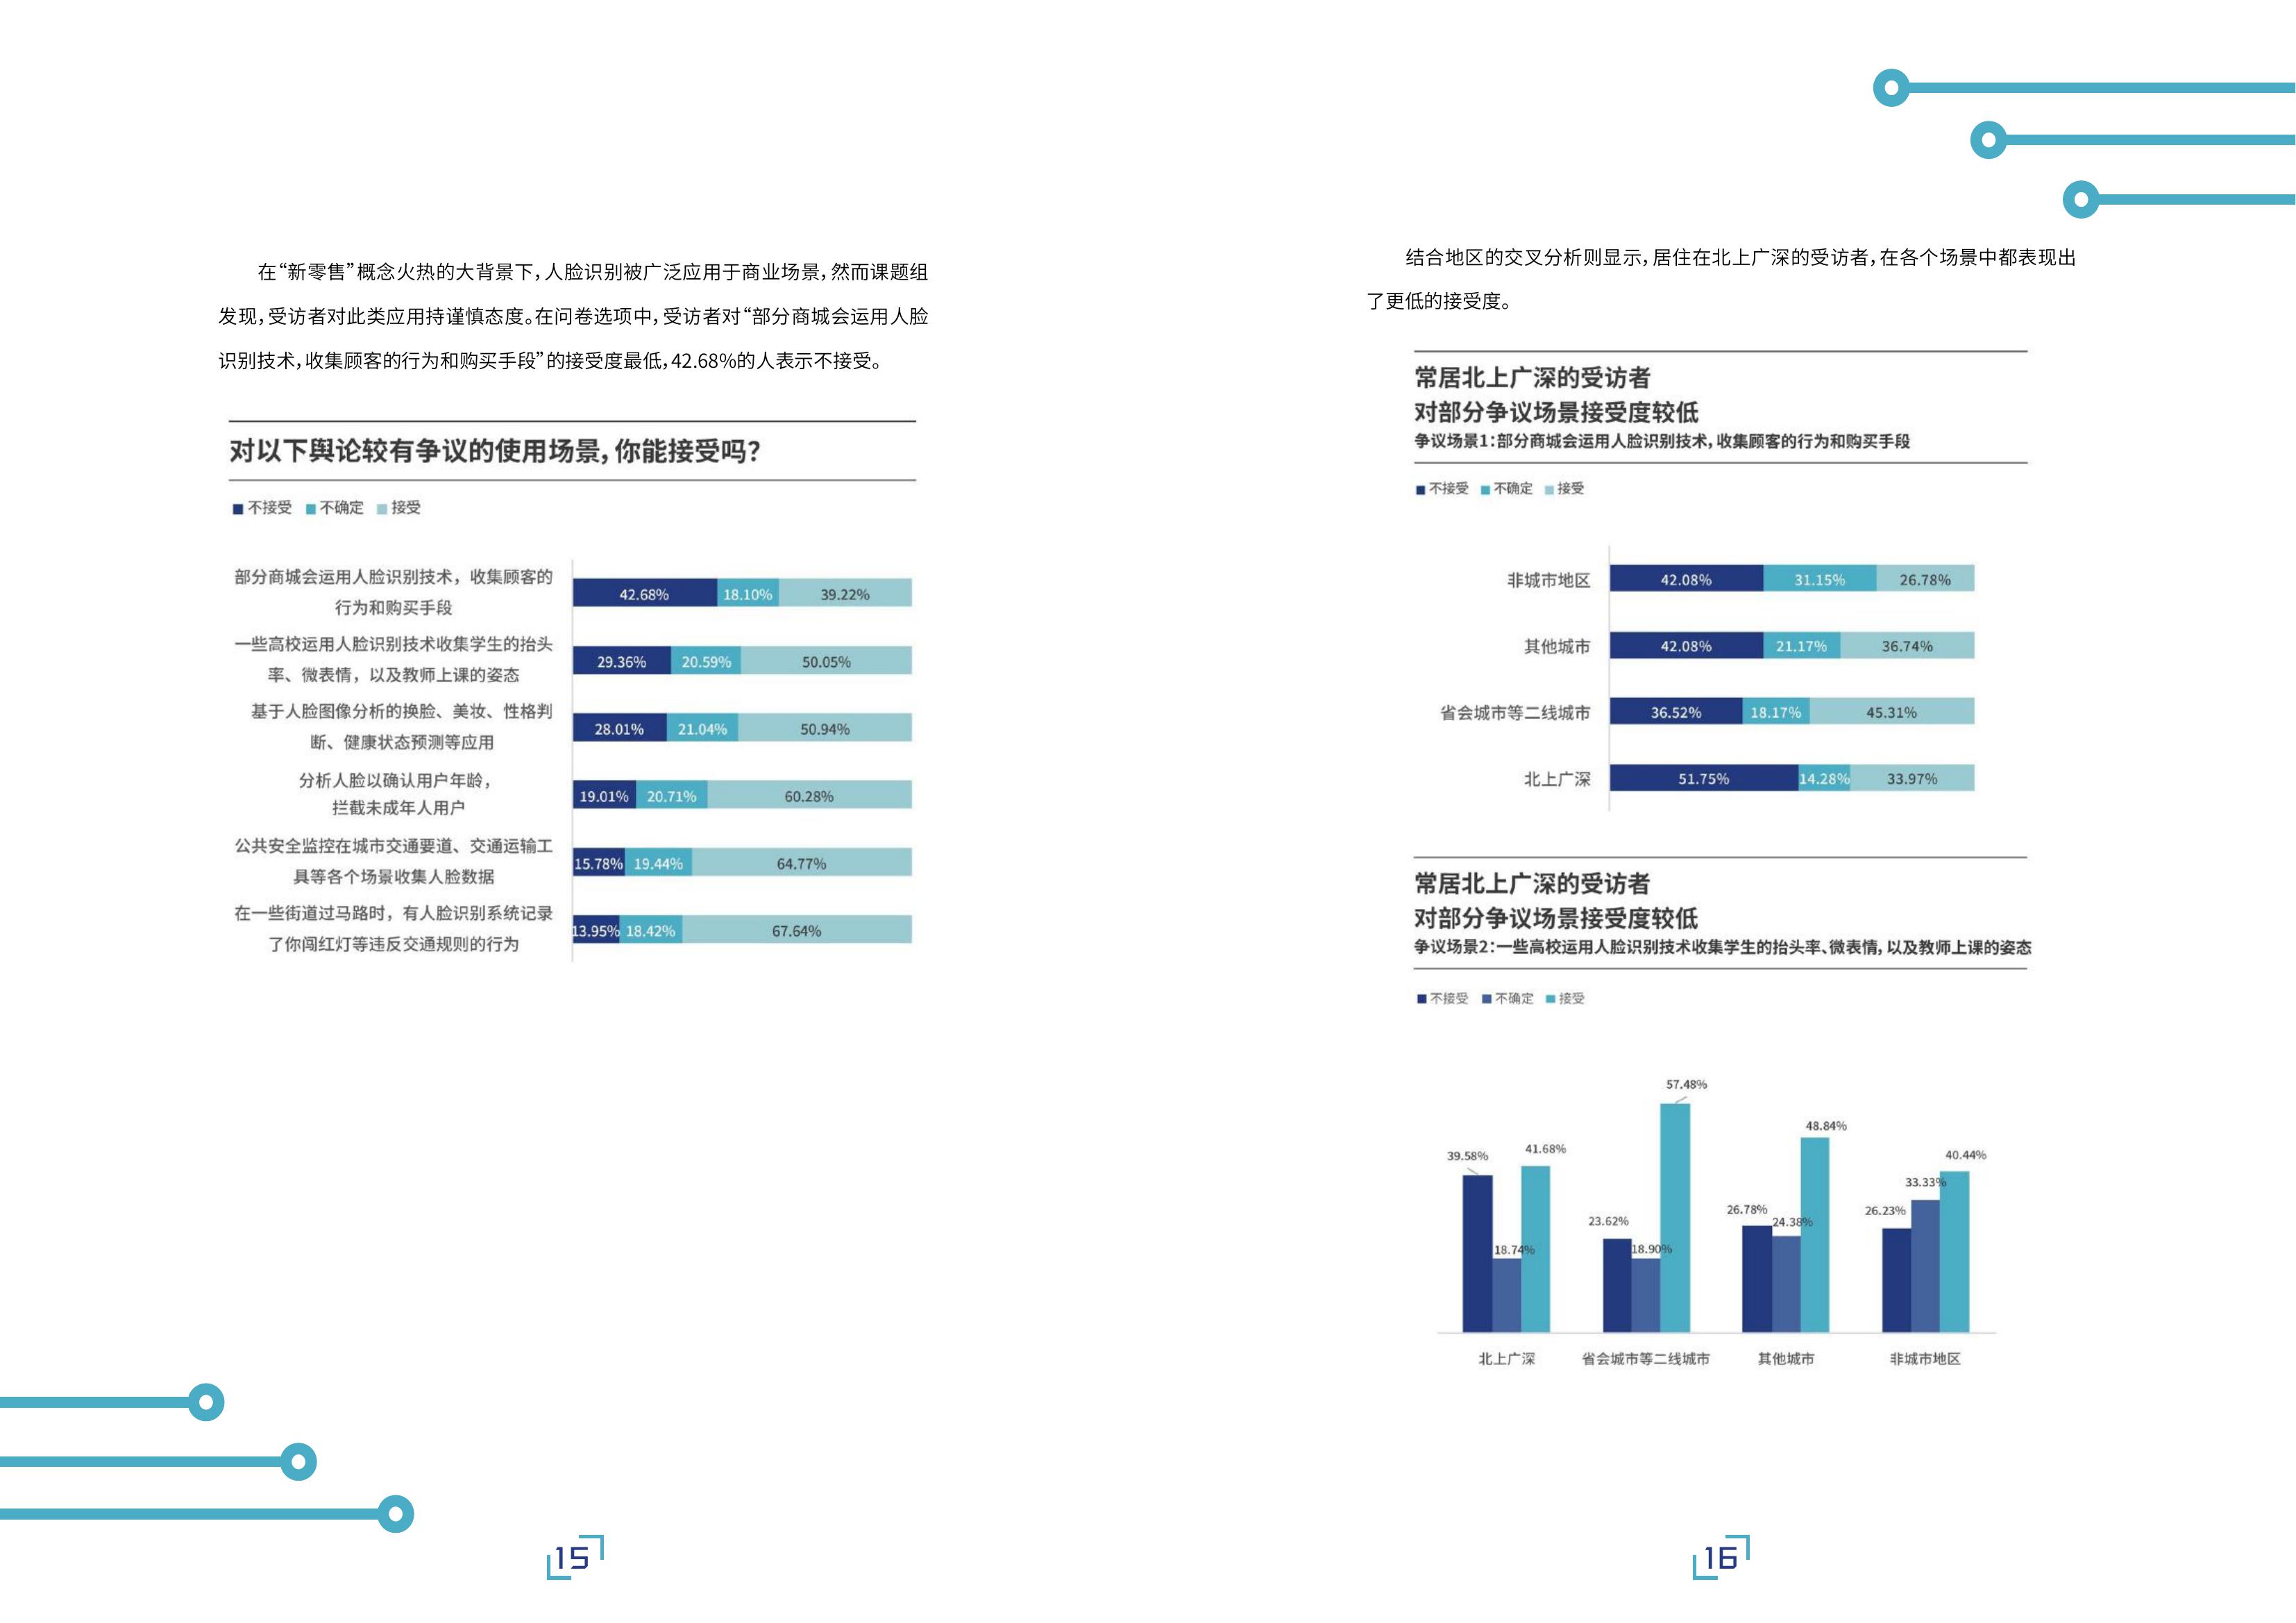 在“新零售”概念火热的大背景下，人脸识别被广泛应用于商业场景，然而课题组
发现，受访者对此类应用持谨慎态度。在问卷选项中，受访者对“部分商城会运用人脸
识别技术，收集顾客的行为和购买手段”的接受度最低，42.68%的人表示不接受。
对以下舆论较有争议的使用场景，你能接受吗？
不接受 不确定 接受
部分商城会运用人脸识别技术，收集顾客的
行为和购买手段
42.68% 18.10% 39.22%
一些高校运用人脸识别技术收集学生的抬头
率、微表情，以及教师上课的姿态
29.36% 20.59% 50.05%
基于人脸图像分析的换脸、美妆、性格判
断、健康状态预测等应用
28.01% 21.04% 50.94%
分析人脸以确认用户年龄，
拦截未成年人用户
19.01% 20.71% 60.28%
公共安全监控在城市交通要道、交通运输工
具等各个场景收集人脸数据
15.78% 19.44% 64.77%
在一些街道过马路时，有人脸识别系统记录
了你闯红灯等违反交通规则的行为
13.95% 18.42% 67.64%
15
结合地区的交叉分析则显示，居住在北上广深的受访者，在各个场景中都表现出
了更低的接受度。
常居北上广深的受访者
对部分争议场景接受度较低
争议场景1：部分商城会运用人脸识别技术，收集顾客的行为和购买手段
不接受 不确定 接受
非城市地区 42.08% 31.15% 26.78%
其他城市 42.08% 21.17% 36.74%
省会城市等二线城市 36.52% 18.17% 45.31%
北上广深 51.75% 14.28% 33.97%
常居北上广深的受访者
对部分争议场景接受度较低
争议场景2：一些高校运用人脸识别技术收集学生的抬头率、微表情，以及教师上课的姿态
不接受 不确定 接受
39.58% 18.74% 41.68%
23.62% 18.90% 57.48%
26.78% 24.38% 48.84%
26.23% 33.33% 40.44%
北上广深 省会城市等二线城市 其他城市 非城市地区
16